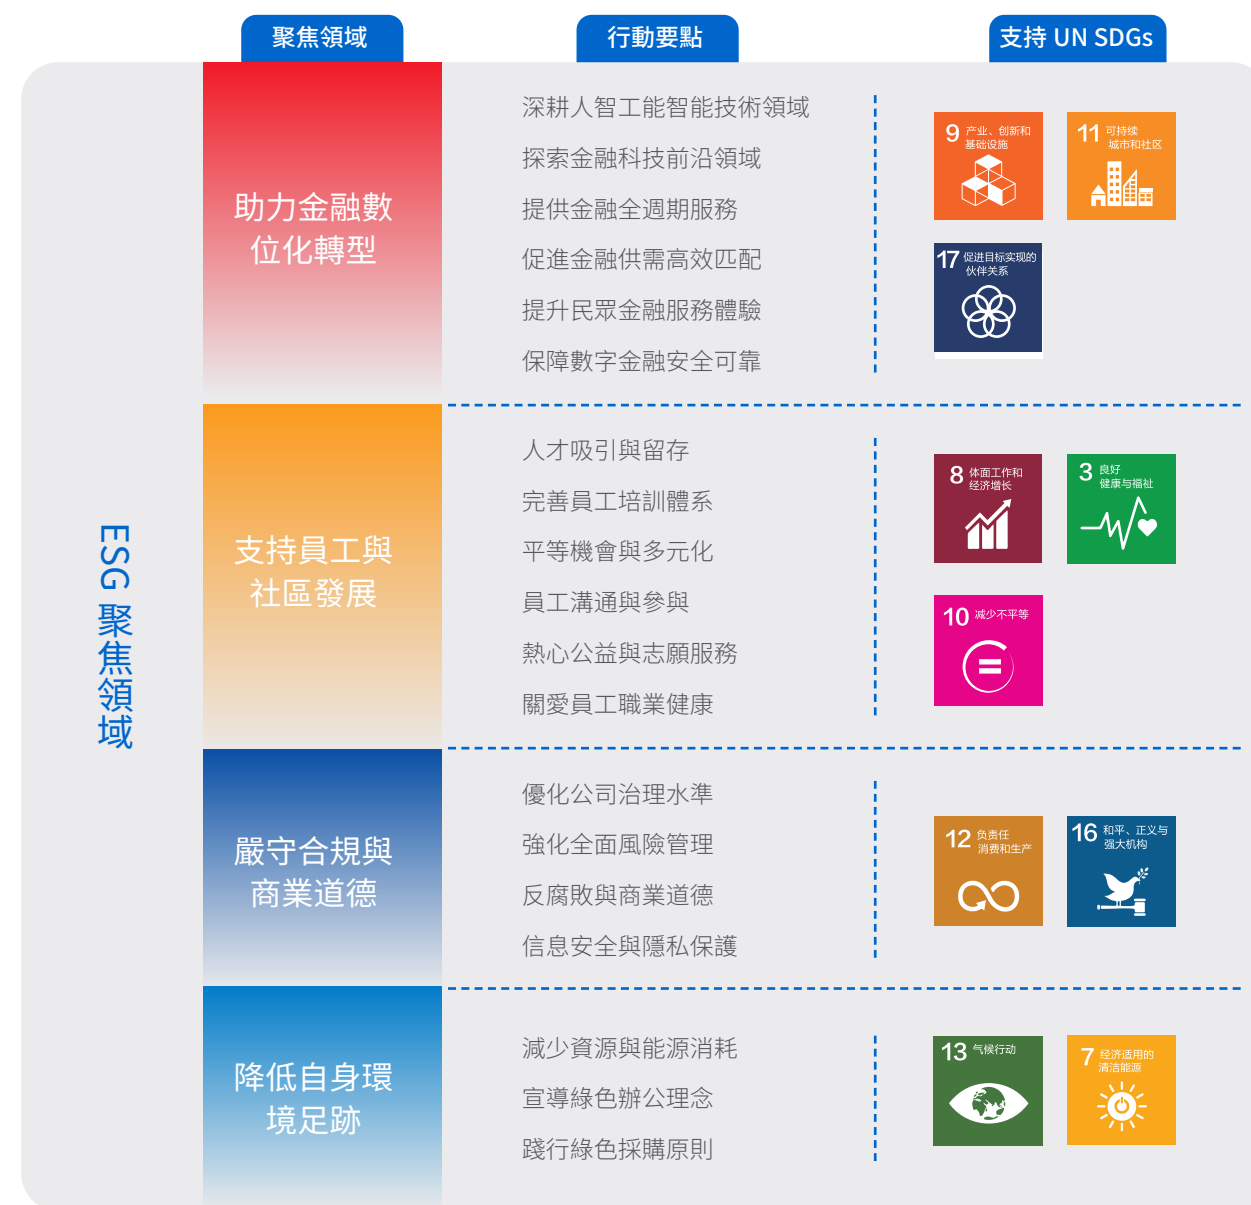 聚焦領域
行動要點
支持 UN SDGs
ESG 聚焦領域
助力金融數
位化轉型
深耕人智工能智能技術領域
探索金融科技前沿領域
提供金融全週期服務
促進金融供需高效匹配
提升民眾金融服務體驗
保障數字金融安全可靠
9 产业、创新和
基础设施
11 可持续
城市和社区
17 促进目标实现的
伙伴关系
支持員工與
社區發展
人才吸引與留存
完善員工培訓體系
平等機會與多元化
員工溝通與參與
熱心公益與志願服務
關愛員工職業健康
8 体面工作和
经济增长
3 良好
健康与福祉
10 减少不平等
嚴守合規與
商業道德
優化公司治理水準
強化全面風險管理
反腐敗與商業道德
信息安全與隱私保護
12 负责任
消费和生产
16 和平、正义与
强大机构
降低自身環
境足跡
減少資源與能源消耗
宣導綠色辦公理念
踐行綠色採購原則
13 气候行动
7 经济适用的
清洁能源